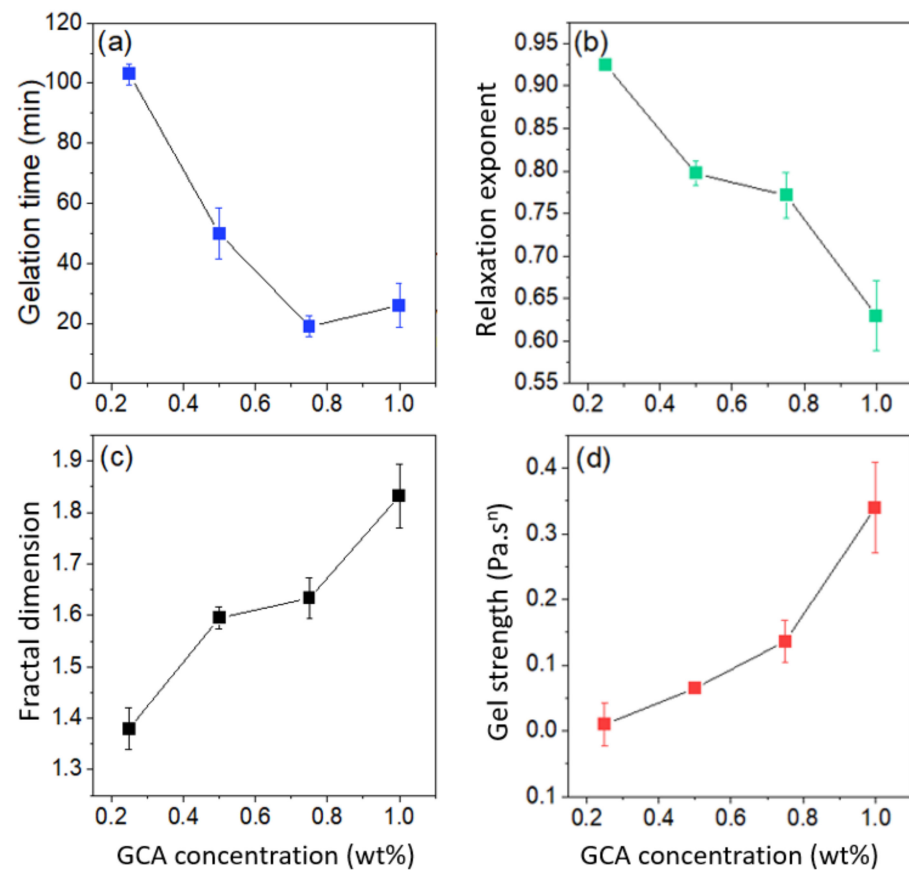 (a)
Gelation time (min)
120
100
80
60
40
20
0
0.2 0.4 0.6 0.8 1.0
(b)
Relaxation exponent
0.95
0.90
0.85
0.80
0.75
0.70
0.65
0.60
0.55
0.2 0.4 0.6 0.8 1.0
(c)
Fractal dimension
1.9
1.8
1.7
1.6
1.5
1.4
1.3
0.2 0.4 0.6 0.8 1.0
GCA concentration (wt%)
(d)
Gel strength (Pa.sⁿ)
0.4
0.3
0.2
0.1
0.0
0.1
0.2 0.4 0.6 0.8 1.0
GCA concentration (wt%)